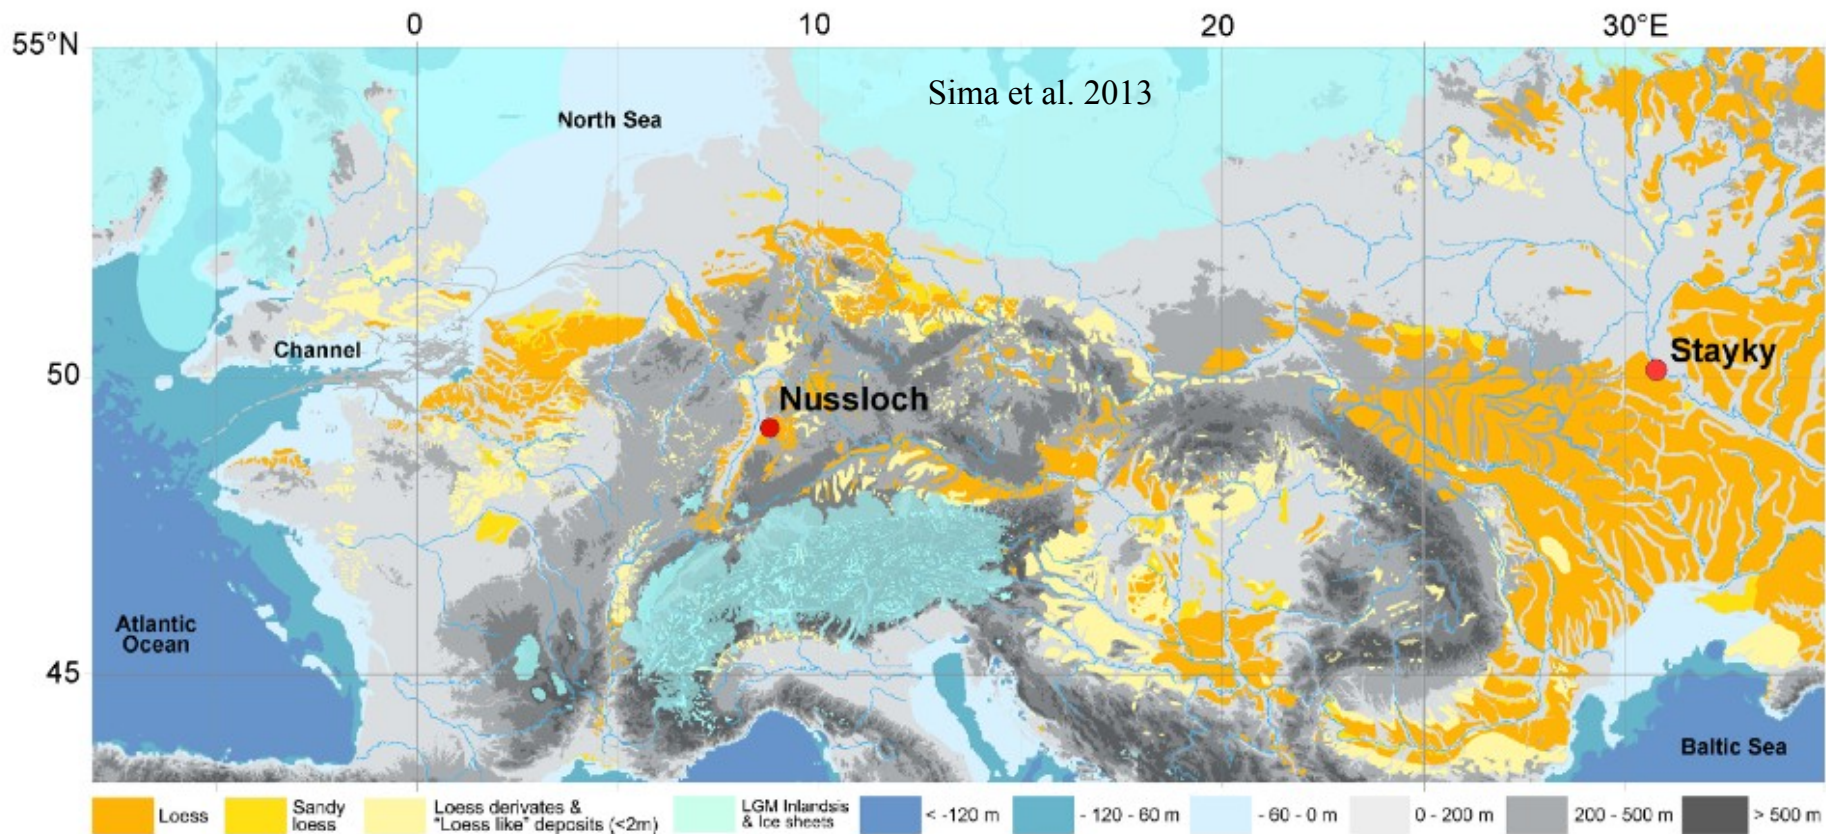 0 10 20 30°E
55°N
Sima et al. 2013
North Sea
Channel
50
Stayky
Nussloch
Atlantic
Ocean
45
Baltic Sea
Loess
Sandy
loess
Loess derivates &
"Loess like" deposits (<2m)
LGM Inlandsis
& Ice sheets
< -120 m
- 120 - 60 m
- 60 - 0 m
0 - 200 m
200 - 500 m
> 500 m